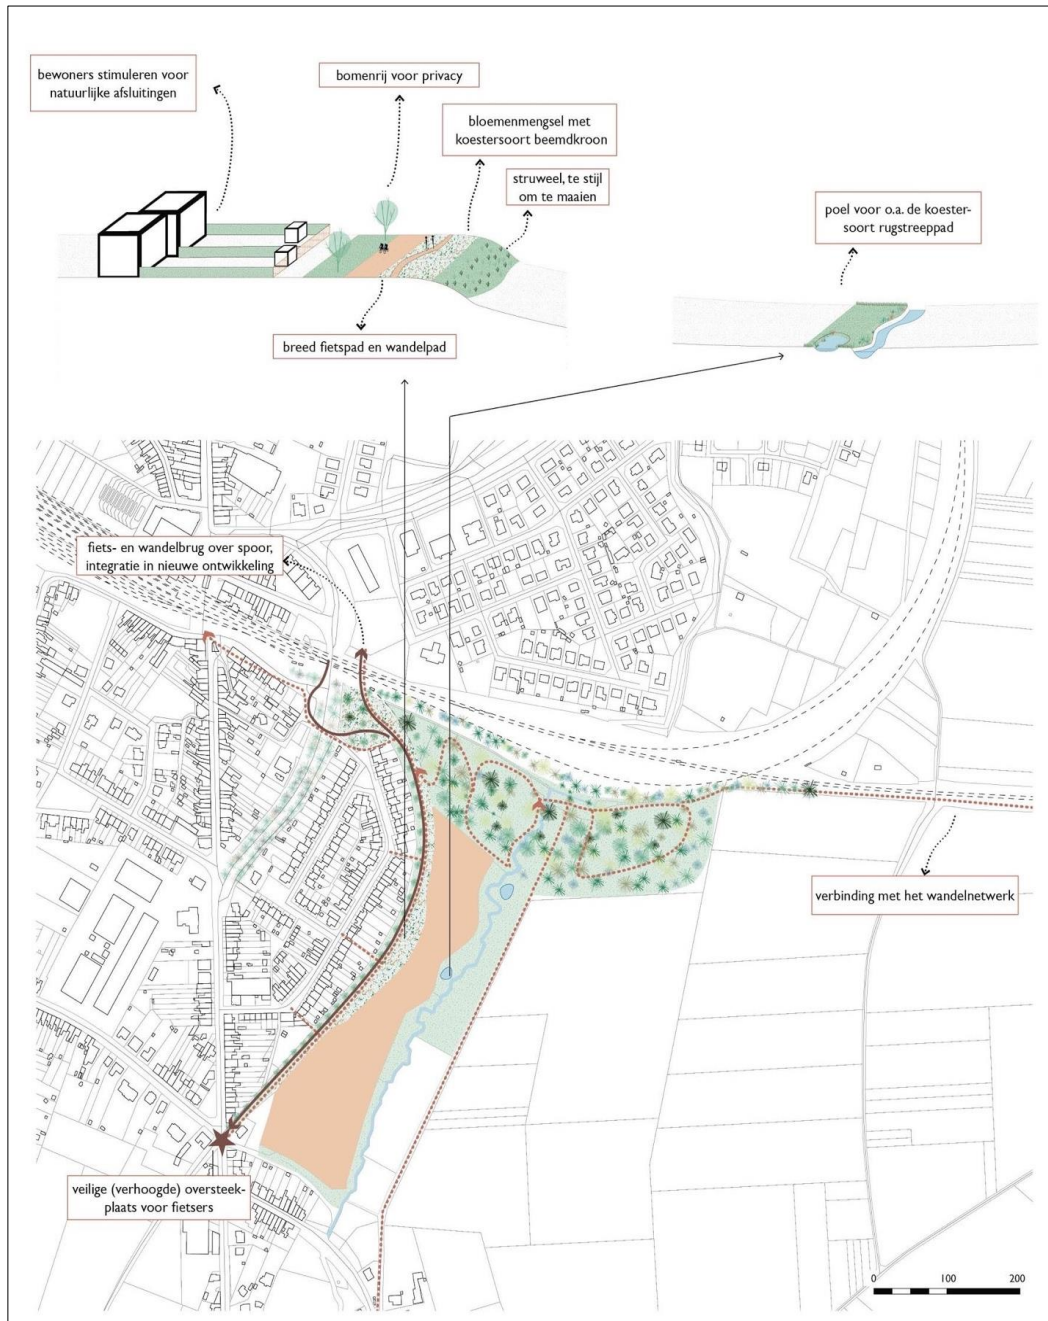 bewoners stimuleren voor
natuurlijke afsluitingen
bomenrij voor privacy
bloemenmengsel met
koestersoort beemdkroon
struweel, te stijl
om te maaien
poel voor o.a. de koester-
soort rugstreeppad
breed fietspad en wandelpad
fiets- en wandelbrug over spoor,
integratie in nieuwe ontwikkeling
verbinding met het wandelnetwerk
veilige (verhoogde) oversteek-
plaats voor fietsers
0 100 200